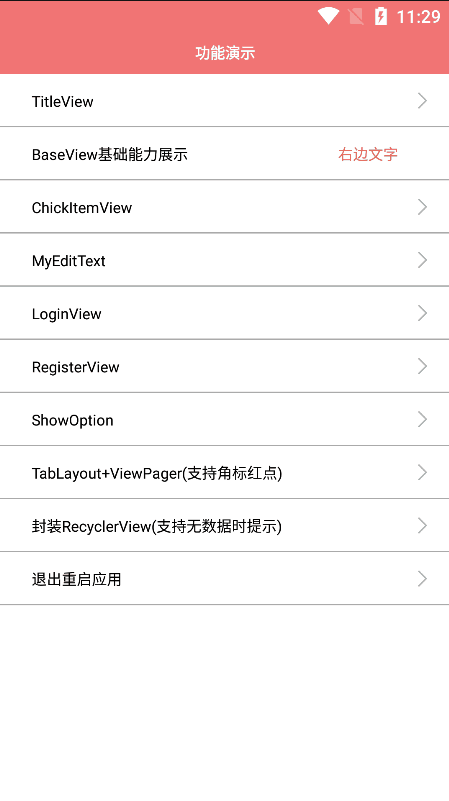 11:29
功能演示
TitleView
BaseView基础能力展示 右边文字
ChickItemView
MyEditText
LoginView
RegisterView
ShowOption
TabLayout+ViewPager(支持角标红点)
封装RecyclerView(支持无数据时提示)
退出重启应用